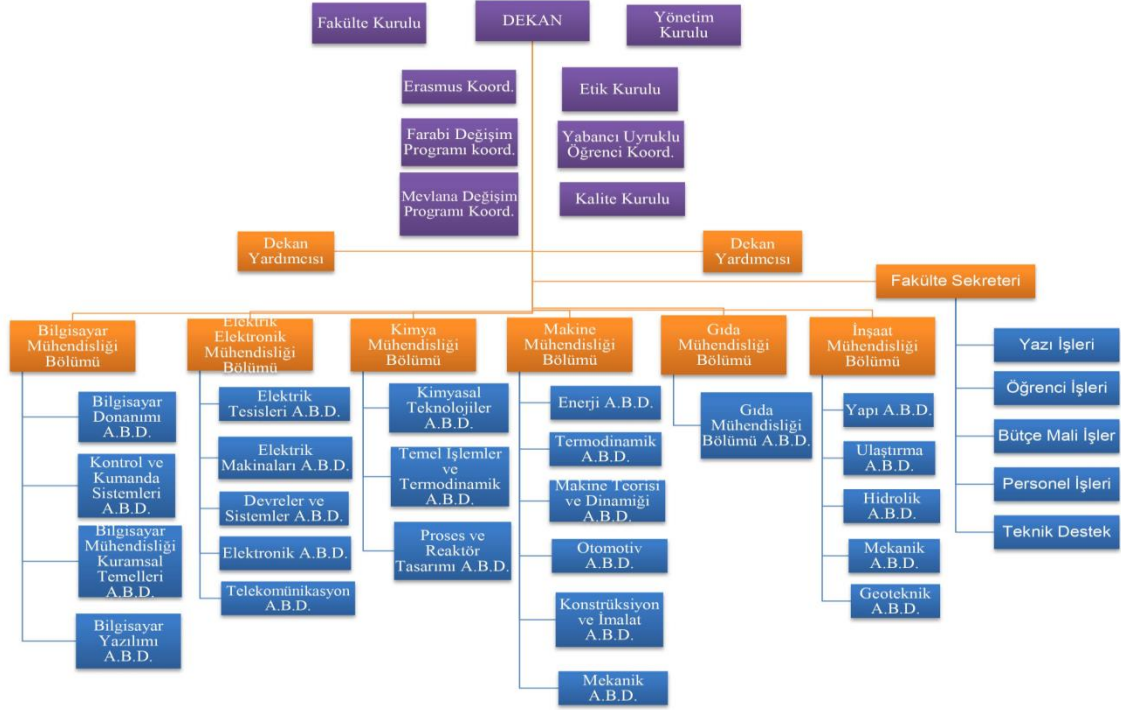 Fakülte Kurulu
DEKAN
Yönetim
Kurulu
Erasmus Koord.
Etik Kurulu
Farabi Değişim
Programı koord.
Yabancı Uyruklu
Öğrenci Koord.
Mevlana Değişim
Programı Koord.
Kalite Kurulu
Dekan
Yardımcısı
Dekan
Yardımcısı
Fakülte Sekreteri
Bilgisayar
Mühendisliği
Bölümü
Elektrik
Elektronik
Mühendisliği
Bölümü
Kimya
Mühendisliği
Bölümü
Makine
Mühendisliği
Bölümü
Gıda
Mühendisliği
Bölümü
İnşaat
Mühendisliği
Bölümü
Bilgisayar
Donanımı
A.B.D.
Kontrol ve
Kumanda
Sistemleri
A.B.D.
Bilgisayar
Mühendisliği
Kuramsal
Temelleri
A.B.D.
Bilgisayar
Yazılımı
A.B.D.
Elektrik
Tesisleri A.B.D.
Elektrik
Makinaları A.B.D.
Devreler ve
Sistemler A.B.D.
Elektronik A.B.D.
Telekomünikasyon
A.B.D.
Kimyasal
Teknolojiler
A.B.D.
Temel İşlemler
ve
Termodinamik
A.B.D.
Proses ve
Reaktör
Tasarımı A.B.D.
Enerji A.B.D.
Termodinamik
A.B.D.
Makine Teorisi
ve Dinamiği
A.B.D.
Otomotiv
A.B.D.
Konstrüksiyon
ve İmalat
A.B.D.
Mekanik
A.B.D.
Gıda
Mühendisliği
Bölümü A.B.D.
Yapı A.B.D.
Ulaştırma
A.B.D.
Hidrolik
A.B.D.
Mekanik
A.B.D.
Geoteknik
A.B.D.
Yazı İşleri
Öğrenci İşleri
Bütçe Mali İşler
Personel İşleri
Teknik Destek